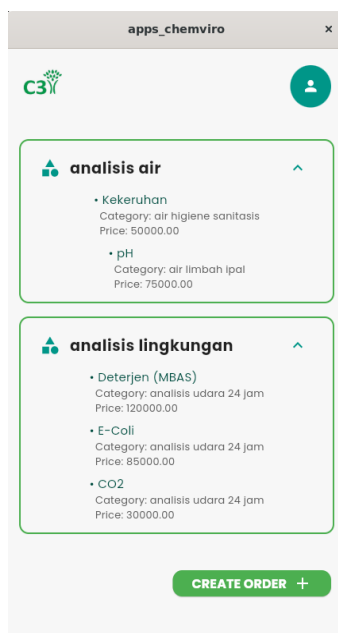 apps_chemviro
C3
analisis air
• Kekeruhan
Category: air higiene sanitasis
Price: 50000.00
• pH
Category: air limbah ipal
Price: 75000.00
analisis lingkungan
• Deterjen (MBAS)
Category: analisis udara 24 jam
Price: 120000.00
• E-Coli
Category: analisis udara 24 jam
Price: 85000.00
• CO2
Category: analisis udara 24 jam
Price: 30000.00
CREATE ORDER +